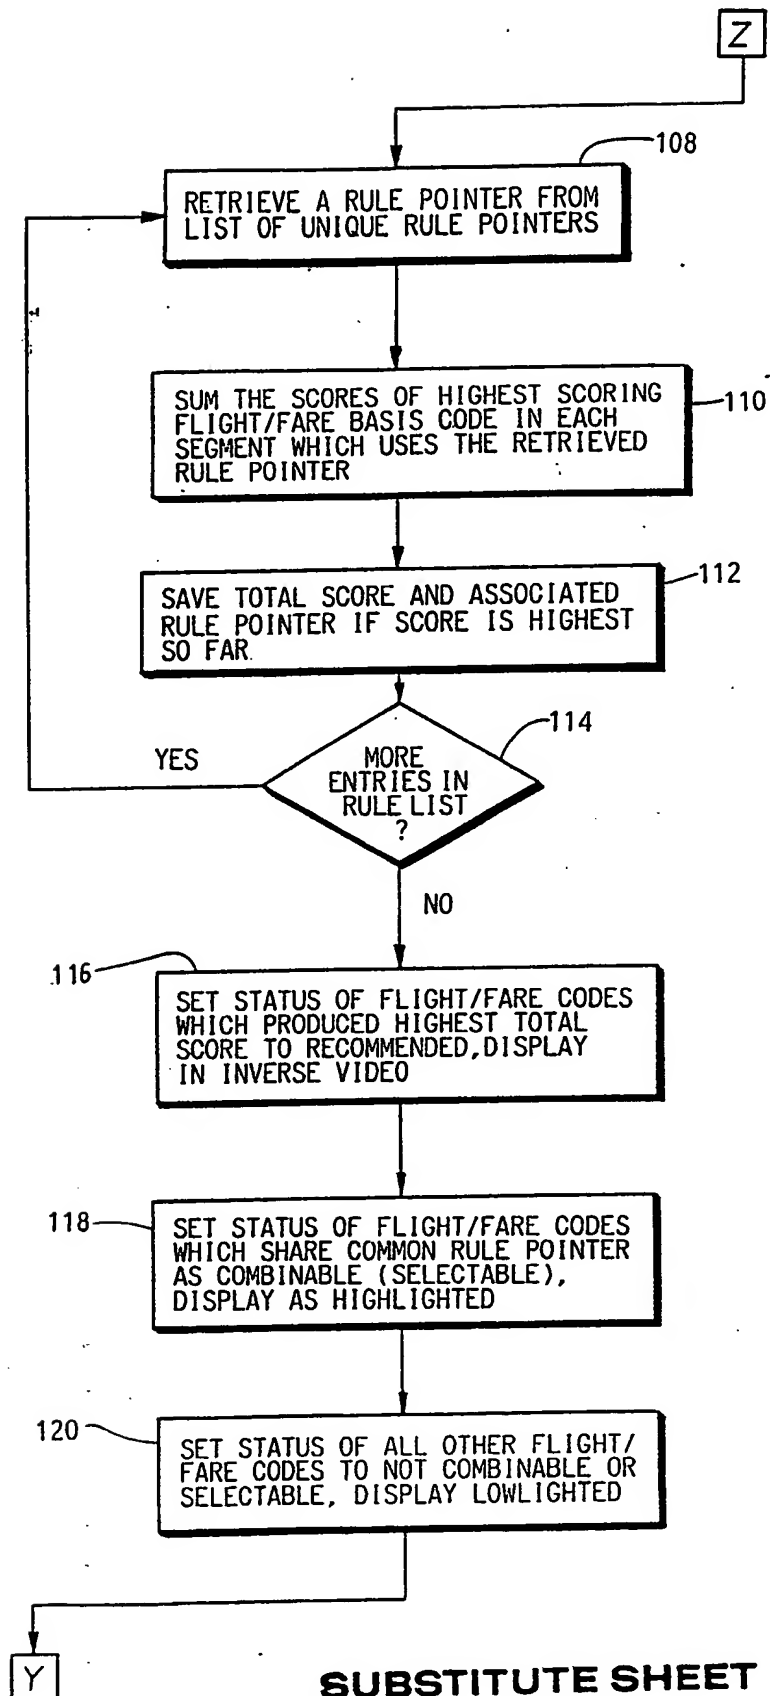 Z
108
RETRIEVE A RULE POINTER FROM
LIST OF UNIQUE RULE POINTERS
SUM THE SCORES OF HIGHEST SCORING
FLIGHT/FARE BASIS CODE IN EACH
SEGMENT WHICH USES THE RETRIEVED
RULE POINTER
110
SAVE TOTAL SCORE AND ASSOCIATED
RULE POINTER IF SCORE IS HIGHEST
SO FAR.
112
114
YES
MORE
ENTRIES IN
RULE LIST
?
NO
116
SET STATUS OF FLIGHT/FARE CODES
WHICH PRODUCED HIGHEST TOTAL
SCORE TO RECOMMENDED, DISPLAY
IN INVERSE VIDEO
118
SET STATUS OF FLIGHT/FARE CODES
WHICH SHARE COMMON RULE POINTER
AS COMBINABLE (SELECTABLE),
DISPLAY AS HIGHLIGHTED
120
SET STATUS OF ALL OTHER FLIGHT/
FARE CODES TO NOT COMBINABLE OR
SELECTABLE, DISPLAY LOWLIGHTED
Y
SUBSTITUTE SHEET